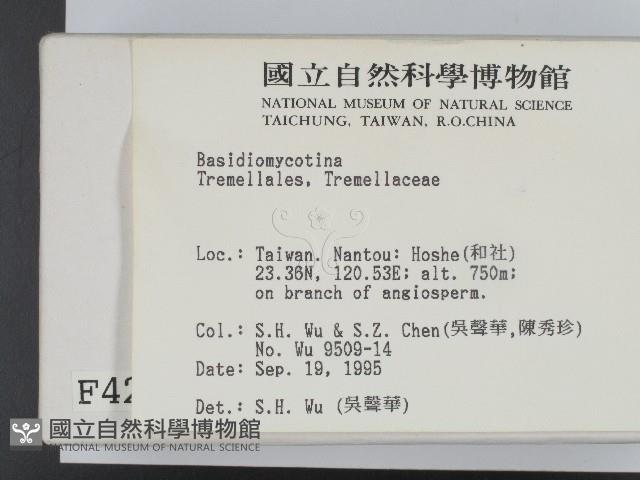 國立自然科學博物館
NATIONAL MUSEUM OF NATURAL SCIENCE
TAICHUNG, TAIWAN, R.O.CHINA
Basidiomycotina
Tremellales, Tremellaceae
Loc.: Taiwan. Nantou: Hoshe(和社)
23.36N, 120.53E; alt. 750m;
on branch of angiosperm.
Col.: S.H. Wu & S.Z. Chen(吳聲華,陳秀珍)
No. Wu 9509-14
Date: Sep. 19, 1995
Det.: S.H. Wu (吳聲華)
F42
國立自然科學博物館
NATIONAL MUSEUM OF NATURAL SCIENCE